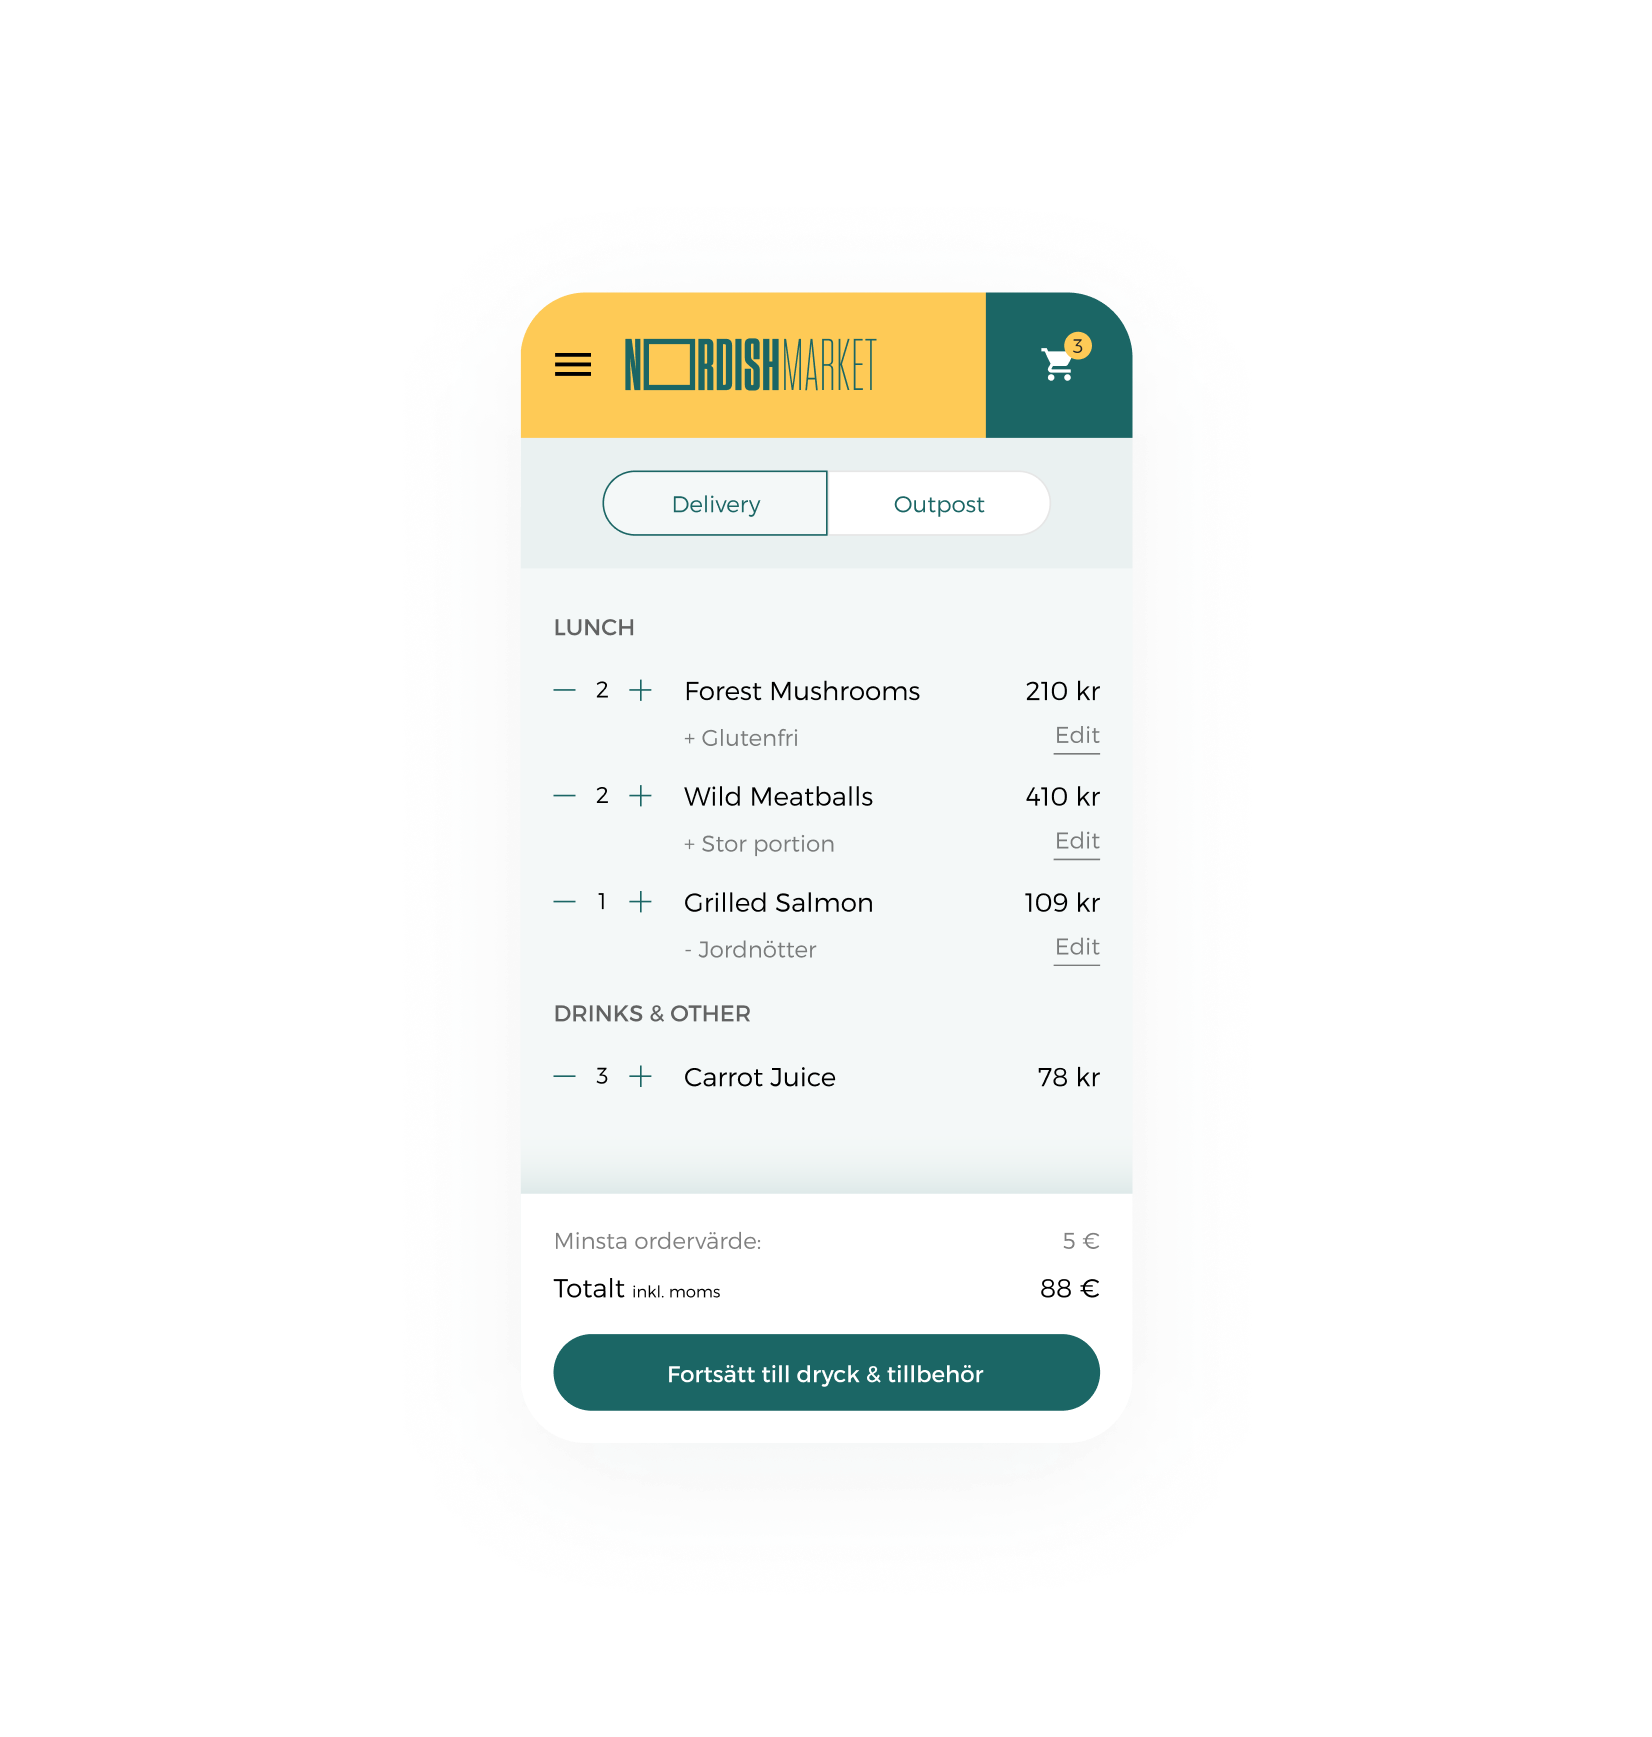 NORDISHMARKET
3
Delivery Outpost
LUNCH
2 Forest Mushrooms 210 kr
+ Glutenfri Edit
2 Wild Meatballs 410 kr
+ Stor portion Edit
1 Grilled Salmon 109 kr
- Jordnötter Edit
DRINKS & OTHER
3 Carrot Juice 78 kr
Minsta ordervärde: 5 €
Totalt inkl. moms 88 €
Fortsätt till dryck & tillbehör